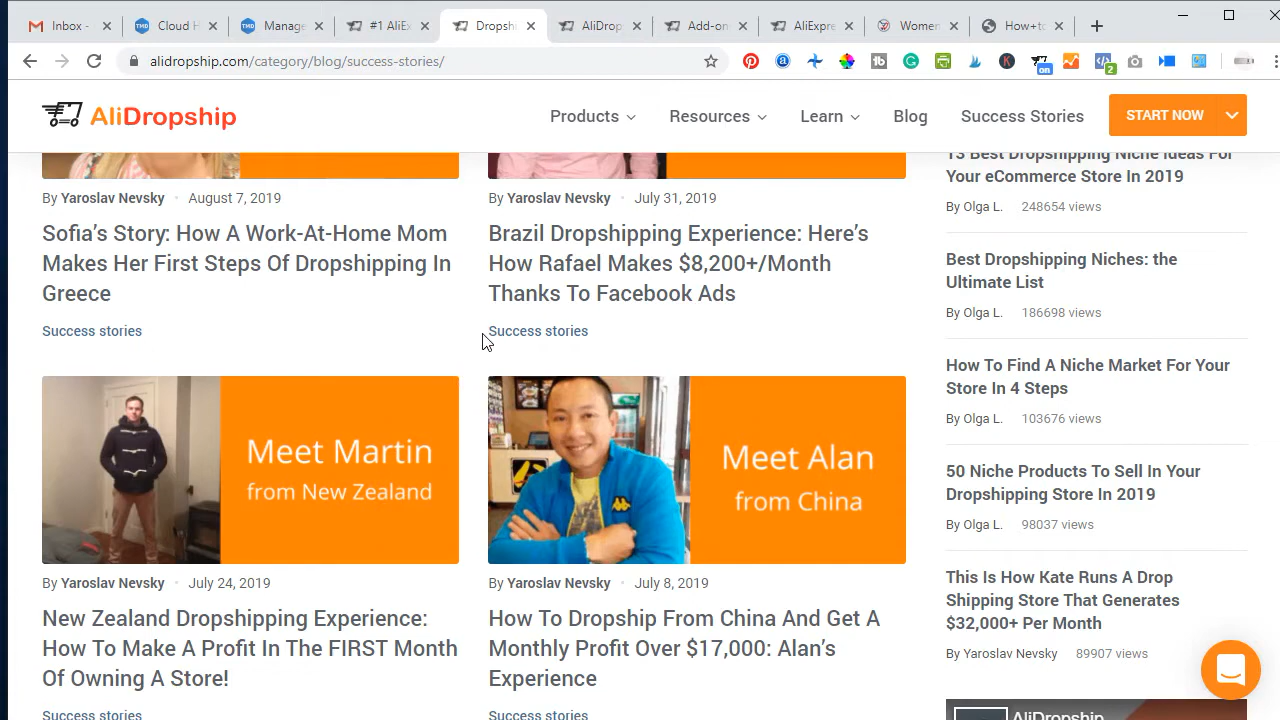 Inbox -
Cloud H
Manage
#1 AliEx
Dropshi
AliDrop
Add-on
AliExpre
Women
How+to
alidropship.com/category/blog/success-stories/
on
2
AliDropship
Products
Resources
Learn
Blog
Success Stories
START NOW
By Yaroslav Nevsky • August 7, 2019
Sofia's Story: How A Work-At-Home Mom
Makes Her First Steps Of Dropshipping In
Greece
Success stories
By Yaroslav Nevsky • July 31, 2019
Brazil Dropshipping Experience: Here's
How Rafael Makes $8,200+/Month
Thanks To Facebook Ads
Success stories
Meet Martin
from New Zealand
By Yaroslav Nevsky • July 24, 2019
New Zealand Dropshipping Experience:
How To Make A Profit In The FIRST Month
Of Owning A Store!
Success stories
Meet Alan
from China
By Yaroslav Nevsky • July 8, 2019
How To Dropship From China And Get A
Monthly Profit Over $17,000: Alan's
Experience
Success stories
13 Best Dropshipping Niche Ideas For
Your eCommerce Store In 2019
By Olga L. 248654 views
Best Dropshipping Niches: the
Ultimate List
By Olga L. 186698 views
How To Find A Niche Market For Your
Store In 4 Steps
By Olga L. 103676 views
50 Niche Products To Sell In Your
Dropshipping Store In 2019
By Olga L. 98037 views
This Is How Kate Runs A Drop
Shipping Store That Generates
$32,000+ Per Month
By Yaroslav Nevsky 89907 views
AliDropship